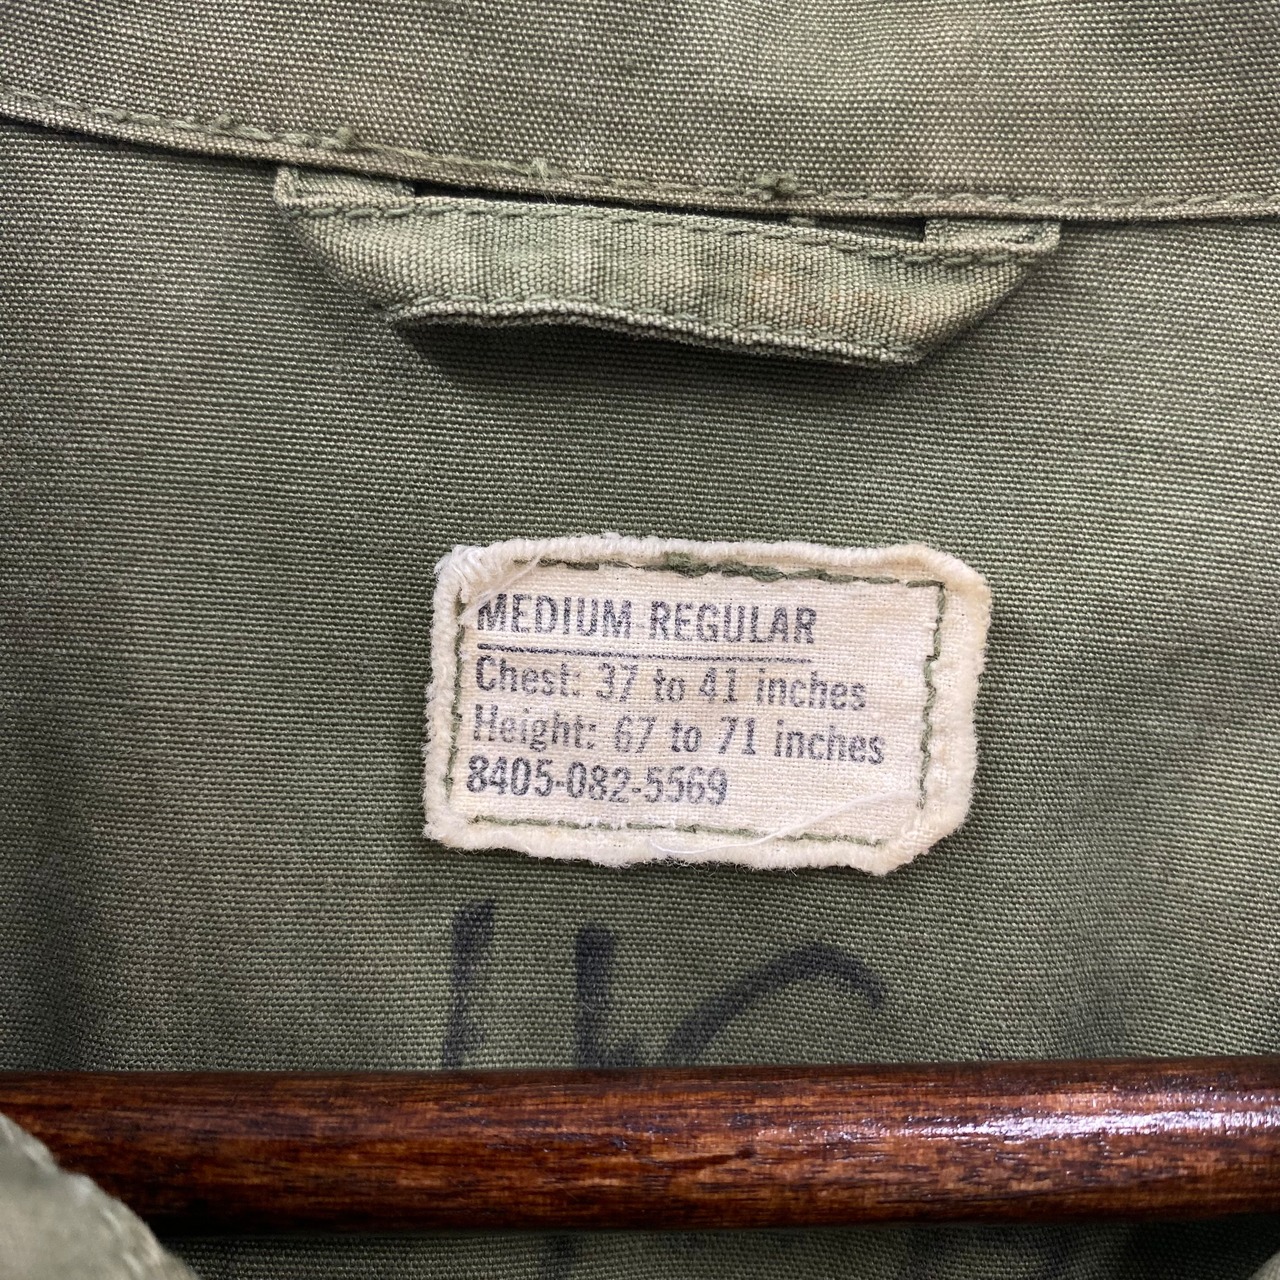 MEDIUM REGULAR
Chest: 37 to 41 inches
Height: 67 to 71 inches
8405-082-5569